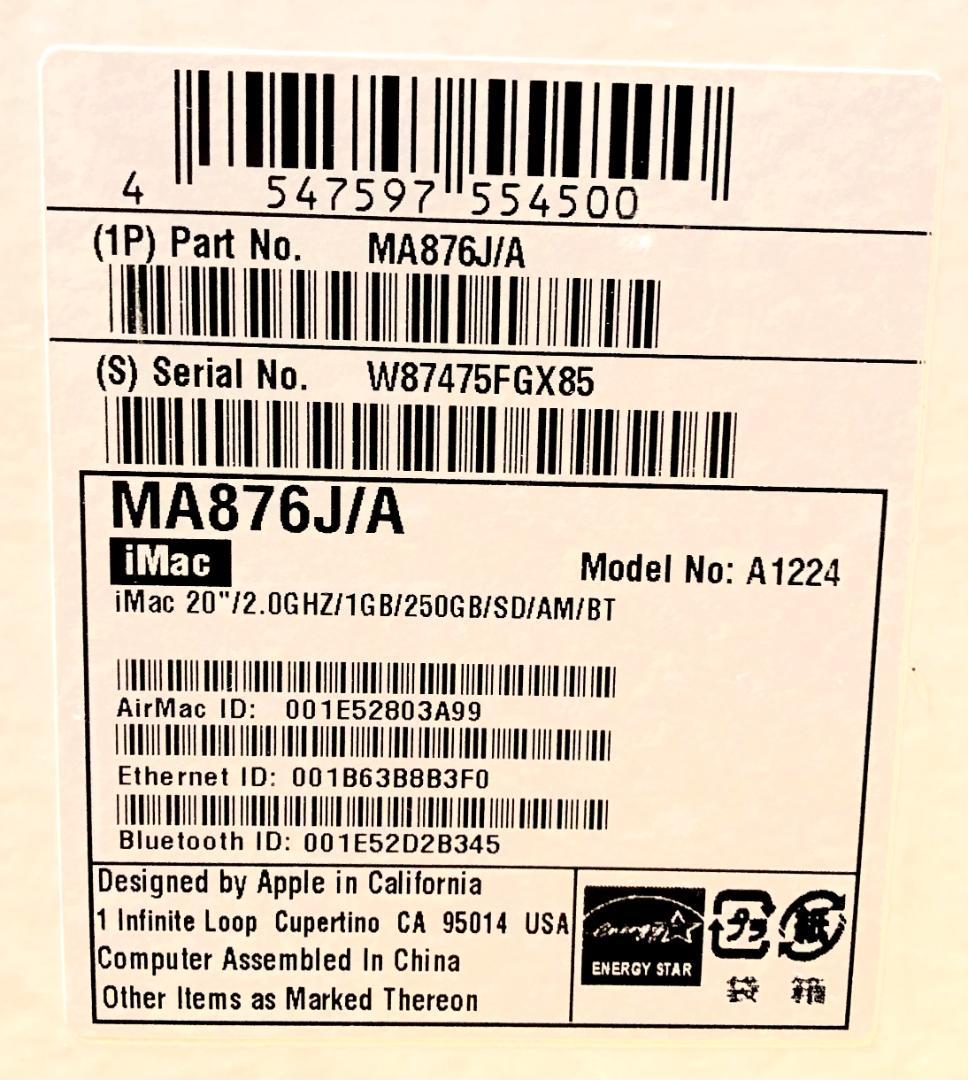 4 547597 554500
(1P) Part No. MA876J/A
(S) Serial No. W87475FGX85
MA876J/A
iMac
Model No: A1224
iMac 20"/2.0GHZ/1GB/250GB/SD/AM/BT
AirMac ID: 001E52803A99
Ethernet ID: 001B63B8B3F0
Bluetooth ID: 001E52D2B345
Designed by Apple in California
1 Infinite Loop Cupertino CA 95014 USA
Computer Assembled In China
Other Items as Marked Thereon
energy
ENERGY STAR
プラ 紙
袋 箱